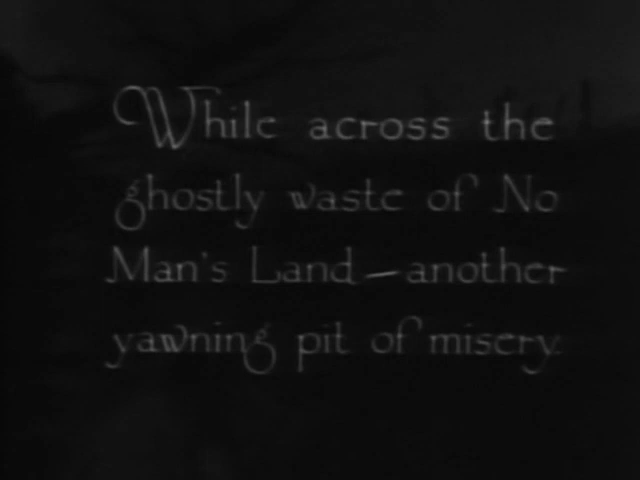 While across the
ghostly waste of No
Man's Land—another
yawning pit of misery.